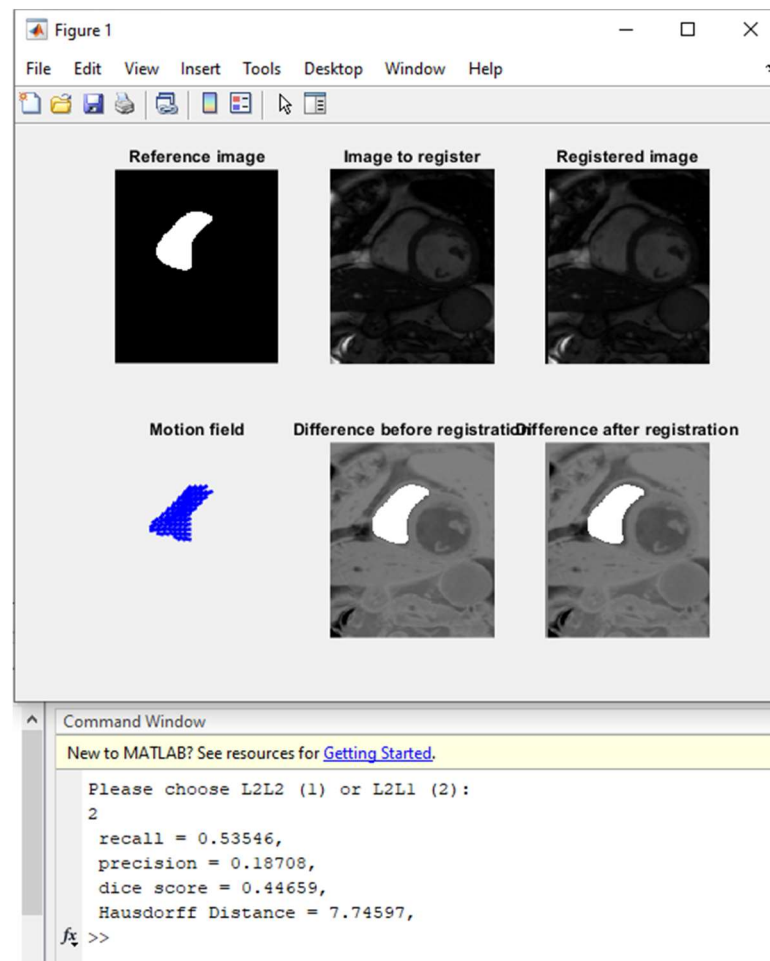 Figure 1
File Edit View Insert Tools Desktop Window Help
Reference image
Image to register
Registered image
Motion field
Difference before registration
Difference after registration
Command Window
New to MATLAB? See resources for Getting Started.
Please choose L2L2 (1) or L2L1 (2):
2
recall = 0.53546,
precision = 0.18708,
dice score = 0.44659,
Hausdorff Distance = 7.74597,
fx >>